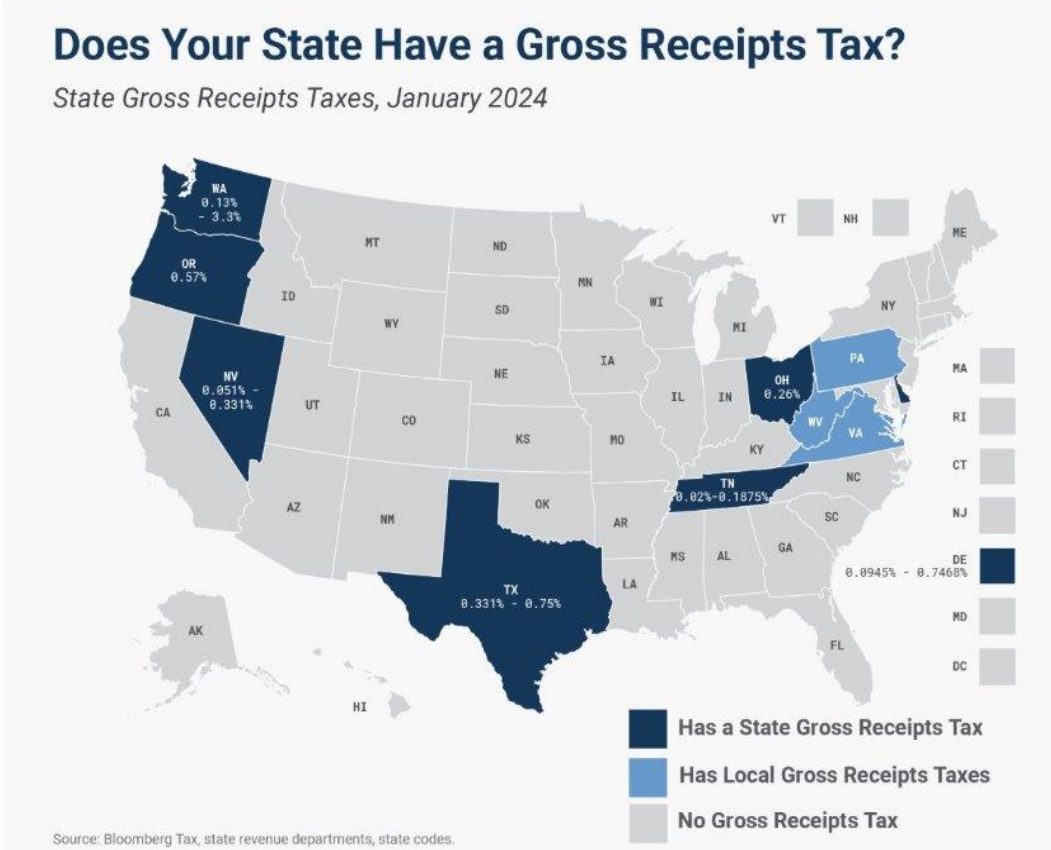 Does Your State Have a Gross Receipts Tax?
State Gross Receipts Taxes, January 2024
WA
0.13%
- 3.3%
OR
0.57%
MT
ND
MN
VT
NH
ME
ID
WY
SD
WI
MI
NY
NV
0.051% -
0.331%
CA
UT
CO
NE
IA
IL
IN
OH
0.26%
PA
WV
VA
KS
MO
KY
TN
0.02%-0.1875%
NC
SC
AZ
NM
OK
AR
MS
AL
GA
TX
0.331% - 0.75%
LA
FL
AK
HI
MA
RI
CT
NJ
DE
0.0945% - 0.7468%
MD
DC
Has a State Gross Receipts Tax
Has Local Gross Receipts Taxes
No Gross Receipts Tax
Source: Bloomberg Tax, state revenue departments, state codes.